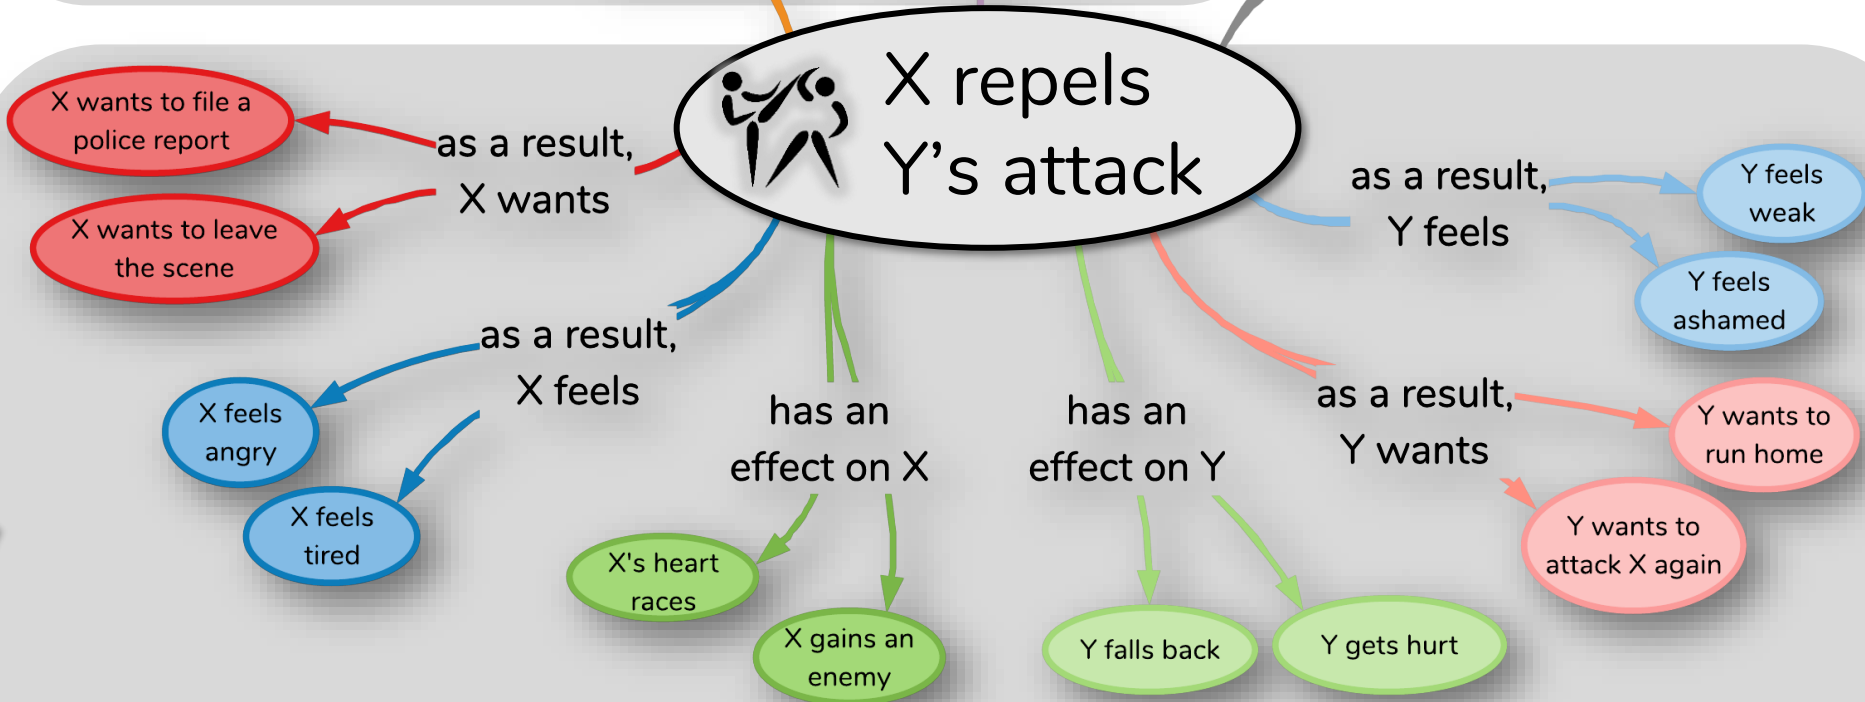 X repels
Y's attack
X wants to file a
police report
as a result,
X wants
X wants to leave
the scene
as a result,
X feels
X feels
angry
X feels
tired
has an
effect on X
X's heart
races
X gains an
enemy
has an
effect on Y
Y falls back
Y gets hurt
as a result,
Y wants
Y wants to
run home
Y wants to
attack X again
as a result,
Y feels
Y feels
weak
Y feels
ashamed